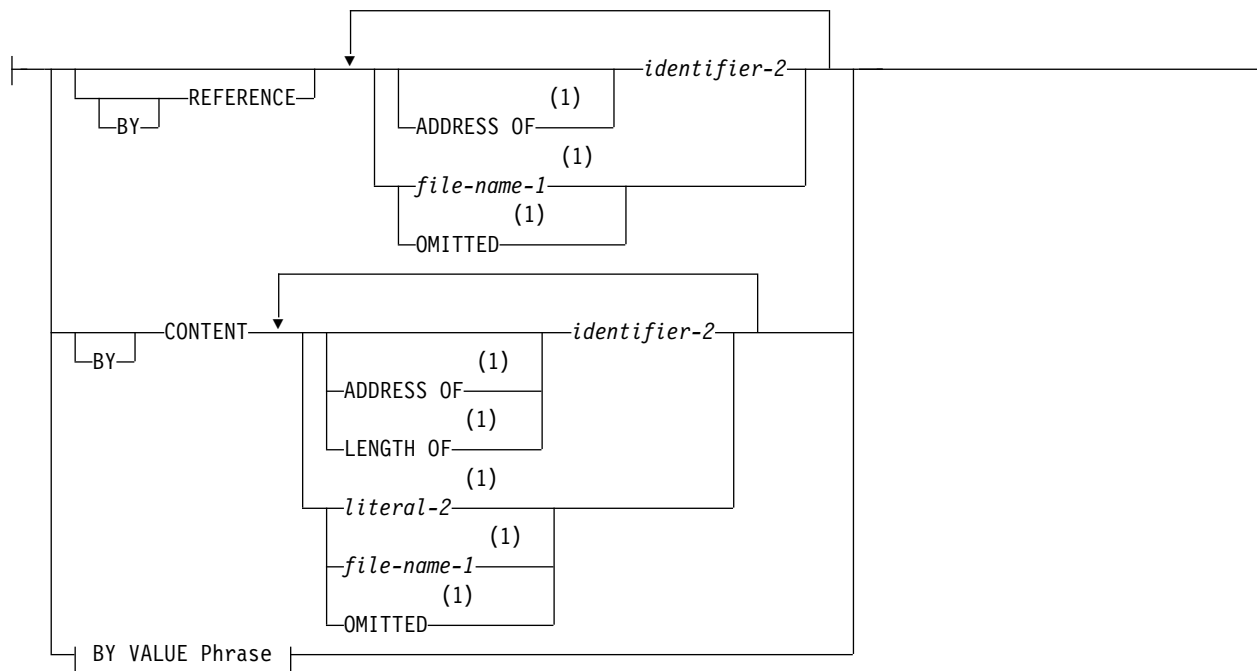 identifier-2
REFERENCE (1)
BY ADDRESS OF
(1)
file-name-1
(1)
OMITTED
CONTENT identifier-2
BY (1)
ADDRESS OF
(1)
LENGTH OF
(1)
literal-2
(1)
file-name-1
(1)
OMITTED
BY VALUE Phrase